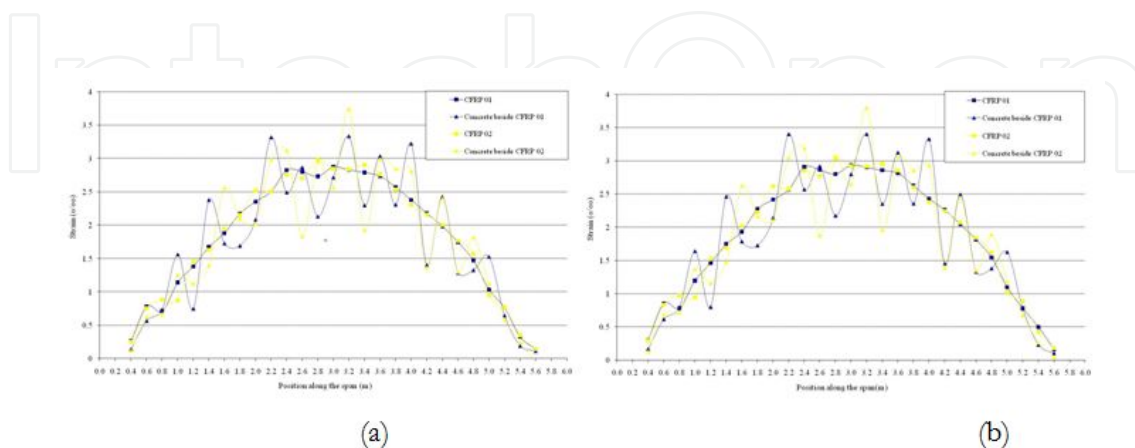 IntechOpen
4
3.5
3
2.5
2
1.5
1
0.5
0
Strain (o/oo)
CFRP 01
Concrete beside CFRP 01
CFRP 02
Concrete beside CFRP 02
0.0 0.2 0.4 0.6 0.8 1.0 1.2 1.4 1.6 1.8 2.0 2.2 2.4 2.6 2.8 3.0 3.2 3.4 3.6 3.8 4.0 4.2 4.4 4.6 4.8 5.0 5.2 5.4 5.6 5.8 6.0
Position along the span (m)
(a)
4
3.5
3
2.5
2
1.5
1
0.5
0
Strain (o/oo)
CFRP 01
Concrete beside CFRP 01
CFRP 02
Concrete beside CFRP 02
0.0 0.2 0.4 0.6 0.8 1.0 1.2 1.4 1.6 1.8 2.0 2.2 2.4 2.6 2.8 3.0 3.2 3.4 3.6 3.8 4.0 4.2 4.4 4.6 4.8 5.0 5.2 5.4 5.6 5.8 6.0
Position along the span(m)
(b)